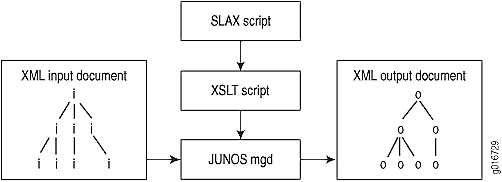 SLAX script
XML input document
XSLT script
XML output document
i
i i i
i i i i
JUNOS mgd
o
o o
o o o o
g016729